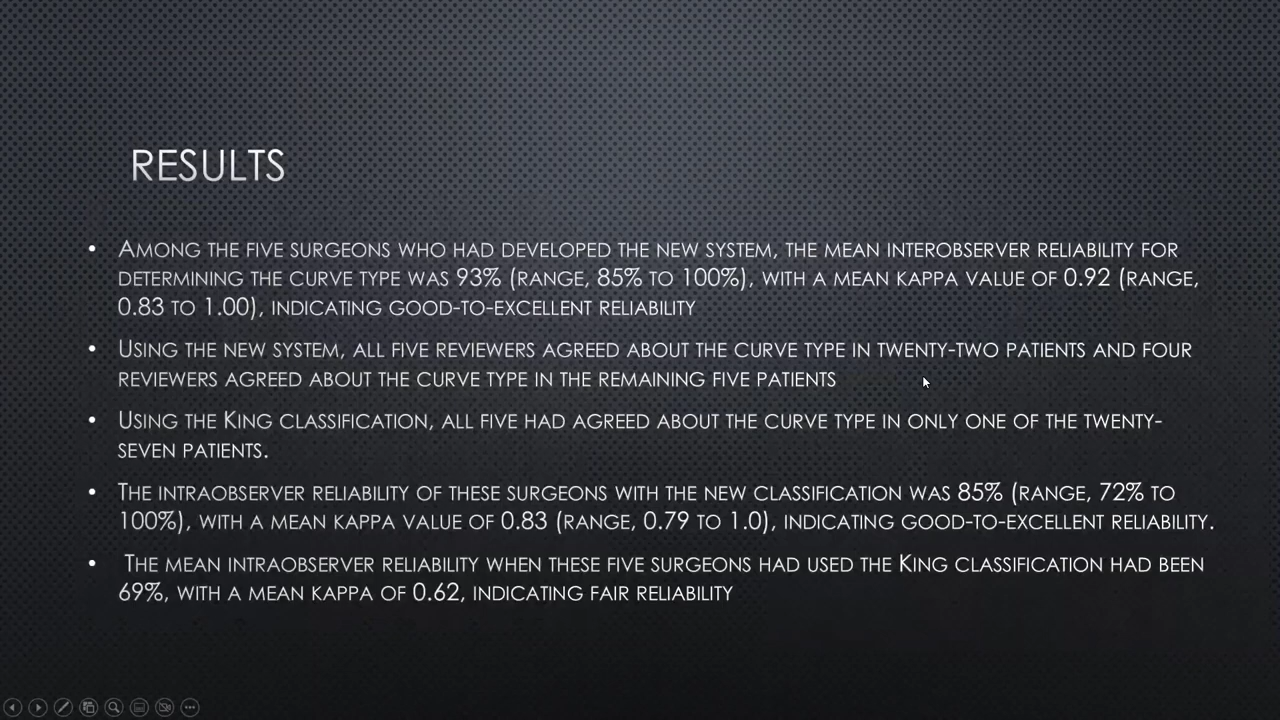 RESULTS
• AMONG THE FIVE SURGEONS WHO HAD DEVELOPED THE NEW SYSTEM, THE MEAN INTEROBSERVER RELIABILITY FOR
DETERMINING THE CURVE TYPE WAS 93% (RANGE, 85% TO 100%), WITH A MEAN KAPPA VALUE OF 0.92 (RANGE,
0.83 TO 1.00), INDICATING GOOD-TO-EXCELLENT RELIABILITY
• USING THE NEW SYSTEM, ALL FIVE REVIEWERS AGREED ABOUT THE CURVE TYPE IN TWENTY-TWO PATIENTS AND FOUR
REVIEWERS AGREED ABOUT THE CURVE TYPE IN THE REMAINING FIVE PATIENTS
• USING THE KING CLASSIFICATION, ALL FIVE HAD AGREED ABOUT THE CURVE TYPE IN ONLY ONE OF THE TWENTY-
SEVEN PATIENTS.
• THE INTRAOBSERVER RELIABILITY OF THESE SURGEONS WITH THE NEW CLASSIFICATION WAS 85% (RANGE, 72% TO
100%), WITH A MEAN KAPPA VALUE OF 0.83 (RANGE, 0.79 TO 1.0), INDICATING GOOD-TO-EXCELLENT RELIABILITY.
• THE MEAN INTRAOBSERVER RELIABILITY WHEN THESE FIVE SURGEONS HAD USED THE KING CLASSIFICATION HAD BEEN
69%, WITH A MEAN KAPPA OF 0.62, INDICATING FAIR RELIABILITY